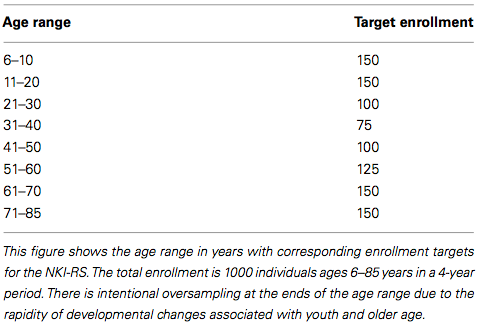 Age range Target enrollment
6–10 150
11–20 150
21–30 100
31–40 75
41–50 100
51–60 125
61–70 150
71–85 150
This figure shows the age range in years with corresponding enrollment targets
for the NKI-RS. The total enrollment is 1000 individuals ages 6–85 years in a 4-year
period. There is intentional oversampling at the ends of the age range due to the
rapidity of developmental changes associated with youth and older age.